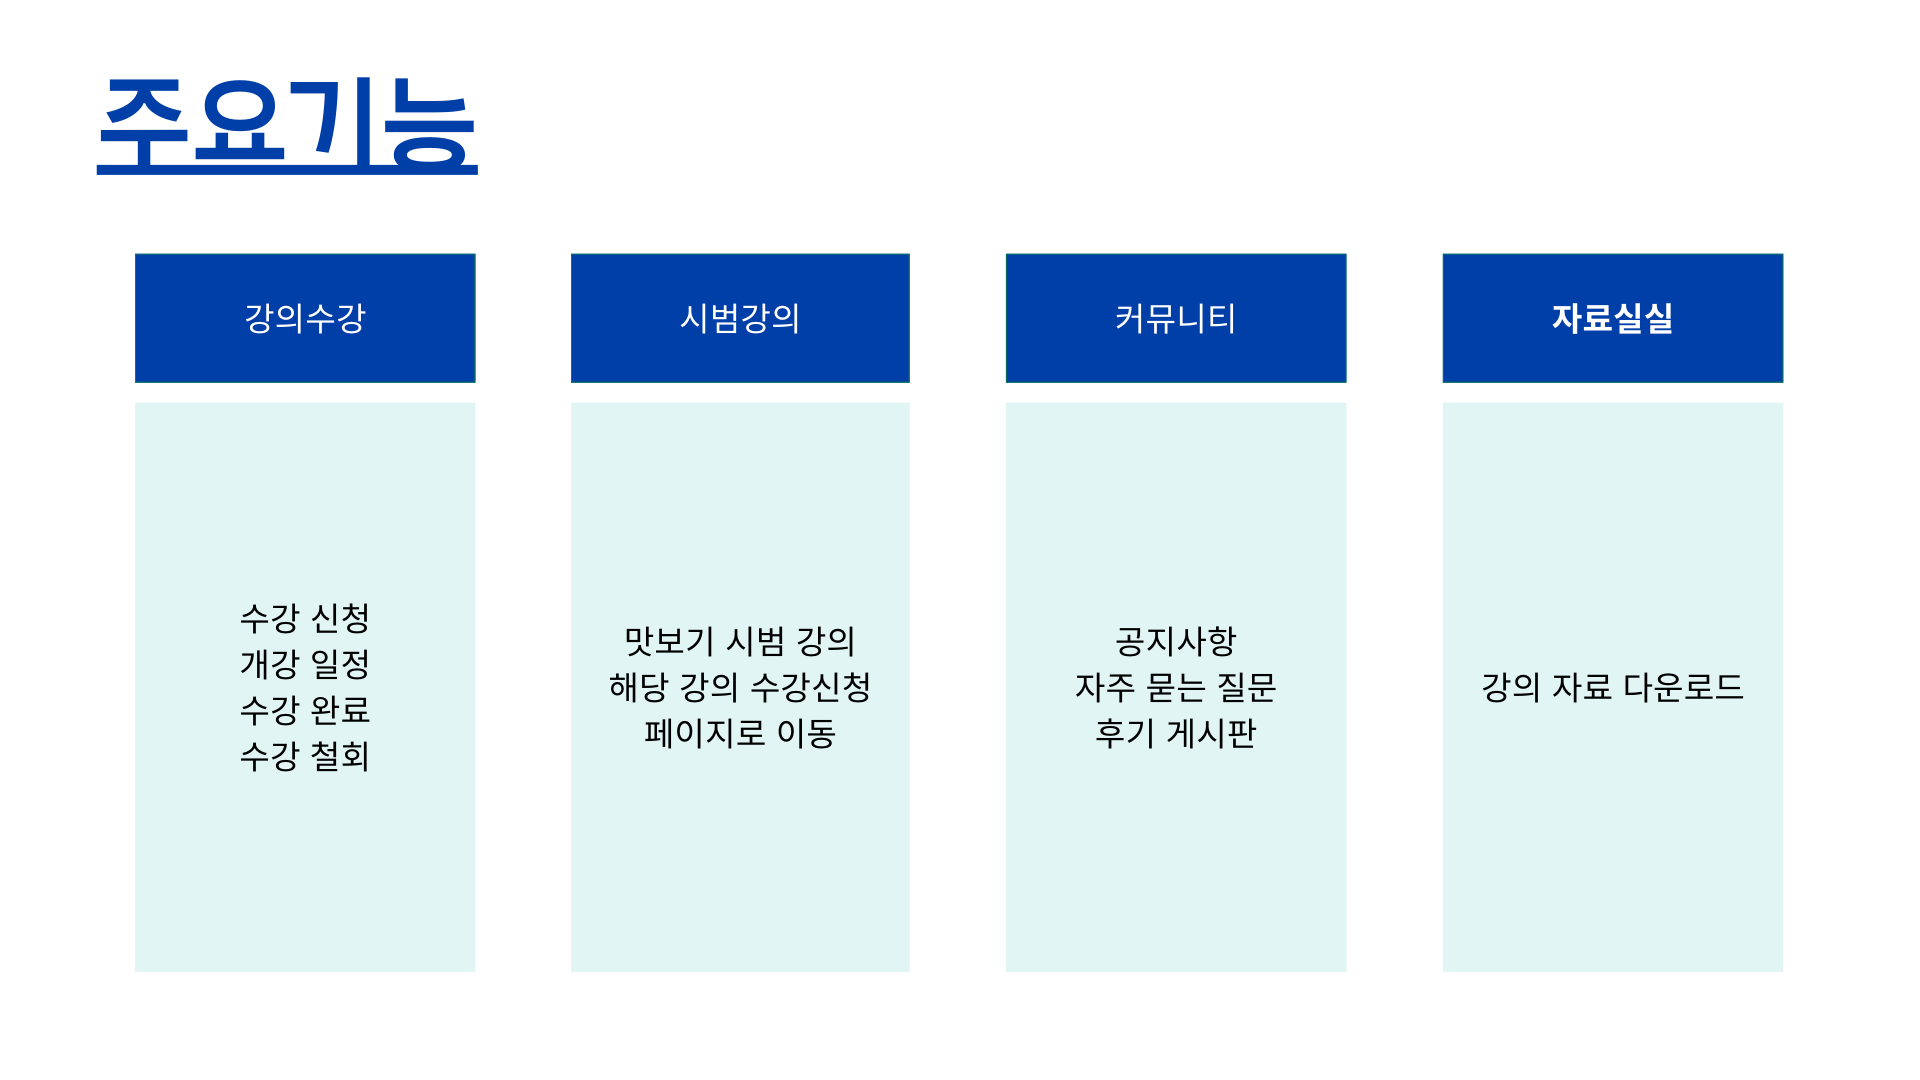 주요기능
강의수강
수강 신청
개강 일정
수강 완료
수강 철회
시범강의
맛보기 시범 강의
해당 강의 수강신청
페이지로 이동
커뮤니티
공지사항
자주 묻는 질문
후기 게시판
자료실실
강의 자료 다운로드